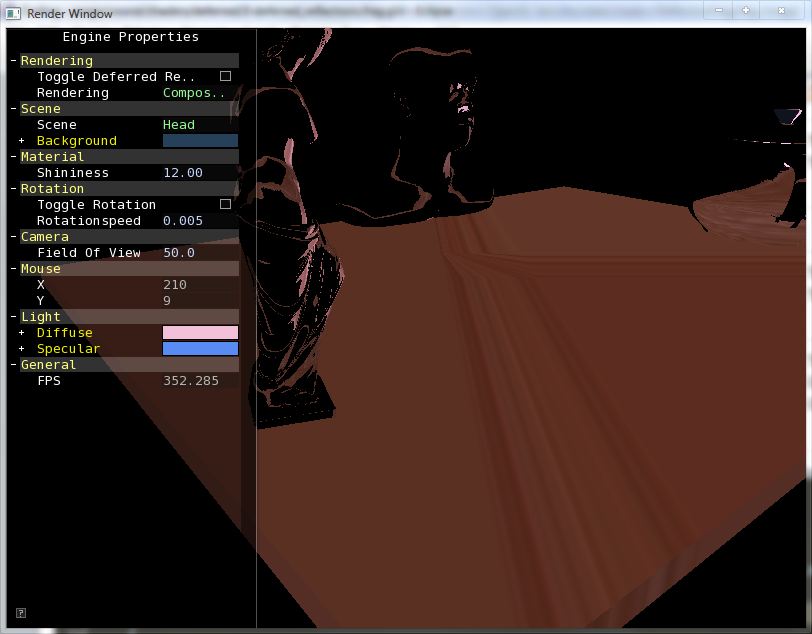 Render Window
Engine Properties
− Rendering
Toggle Deferred Re..
Rendering Compos..
− Scene
Scene Head
+ Background
− Material
Shininess 12.00
− Rotation
Toggle Rotation
Rotationspeed 0.005
− Camera
Field Of View 50.0
− Mouse
X 210
Y 9
− Light
+ Diffuse
+ Specular
− General
FPS 352.285
?